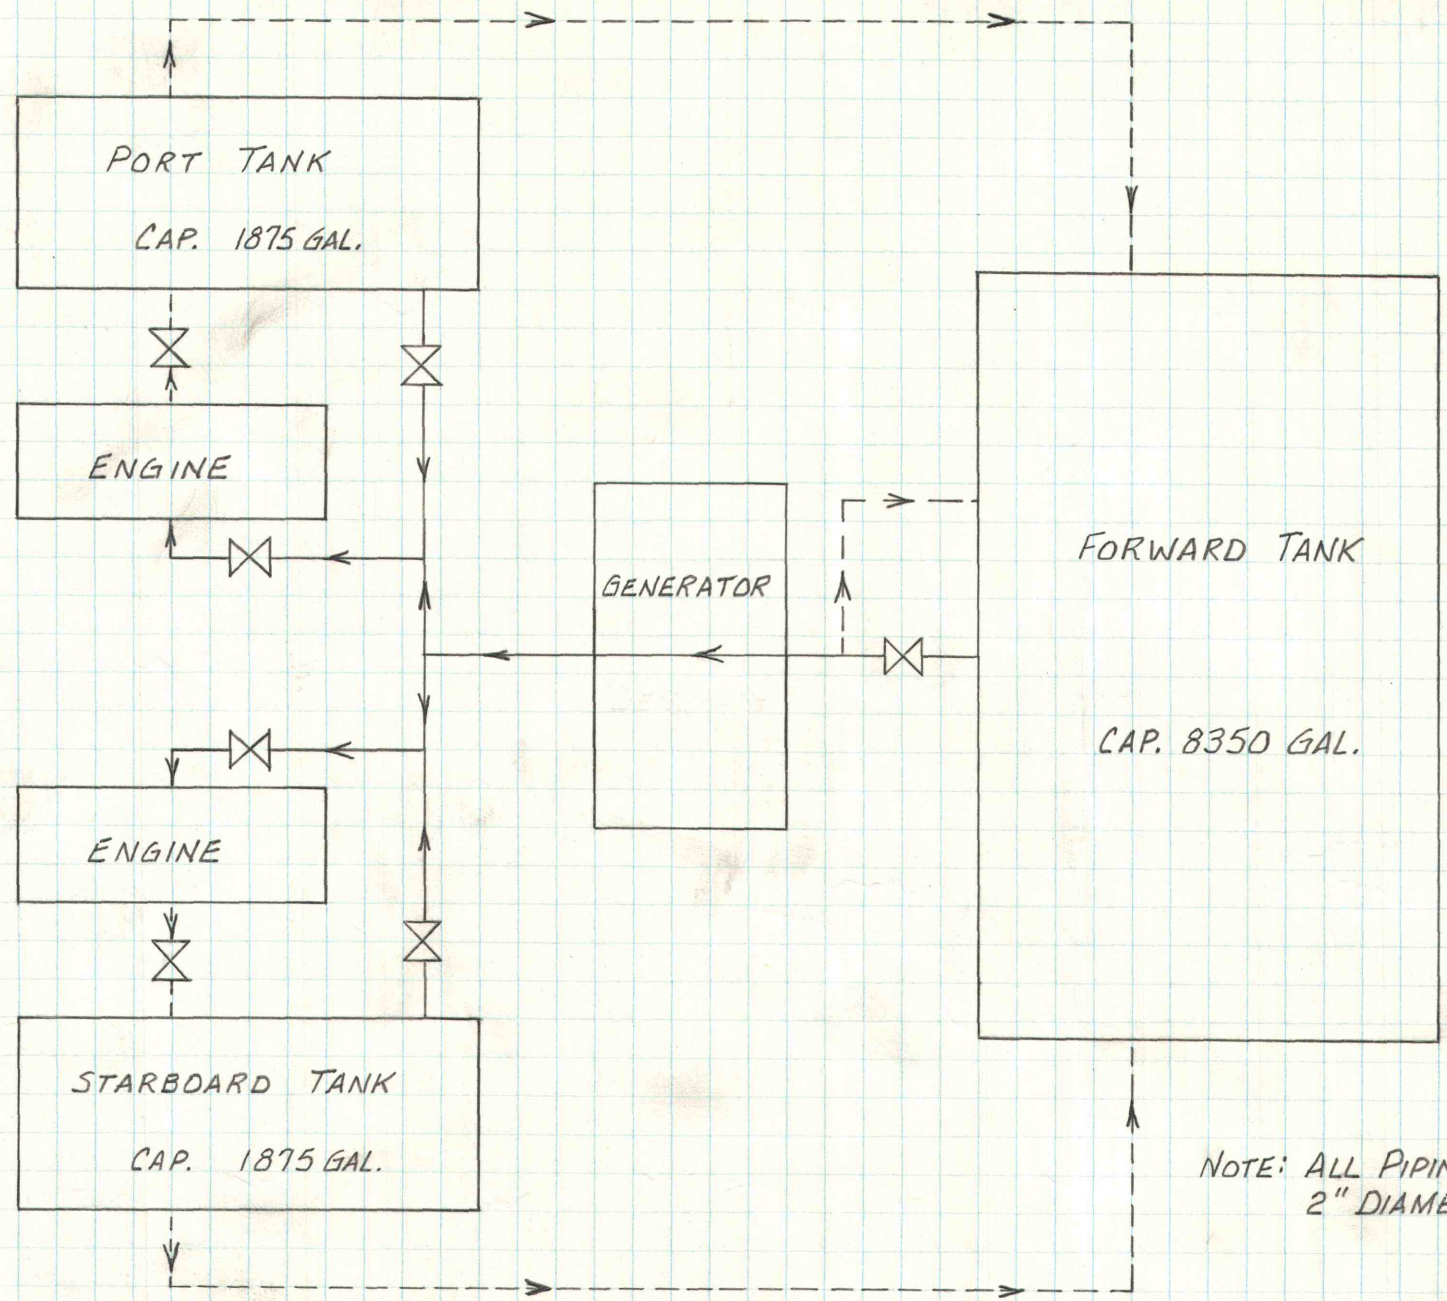 PORT TANK
CAP. 1875 GAL.
ENGINE
GENERATOR
FORWARD TANK
CAP. 8350 GAL.
ENGINE
STARBOARD TANK
CAP. 1875 GAL.
NOTE: ALL
2"